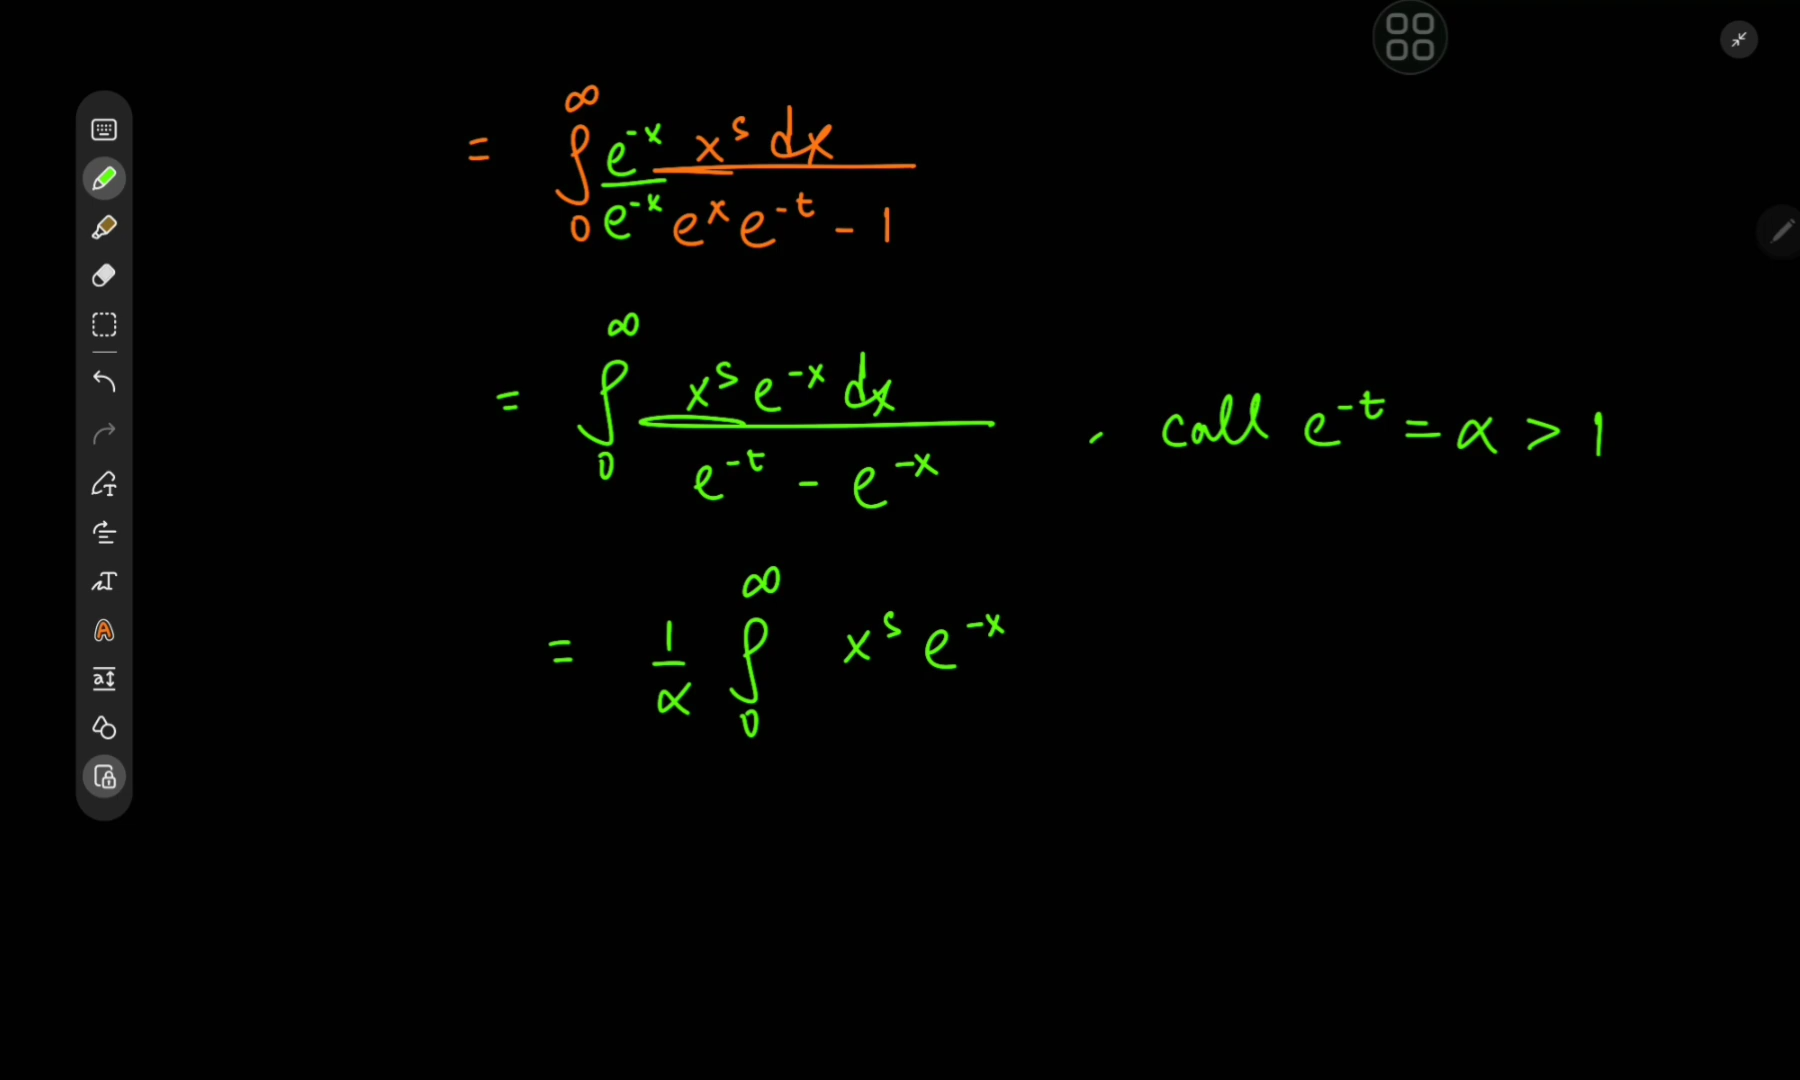 = ∫₀^∞ e^{-x}/e^{-x} x^s dx / e^x e^{-t} - 1
= ∫₀^∞ x^s e^{-x} dx / e^{-t} - e^{-x} , call e^{-t} = α > 1
= 1/α ∫₀^∞ x^s e^{-x}